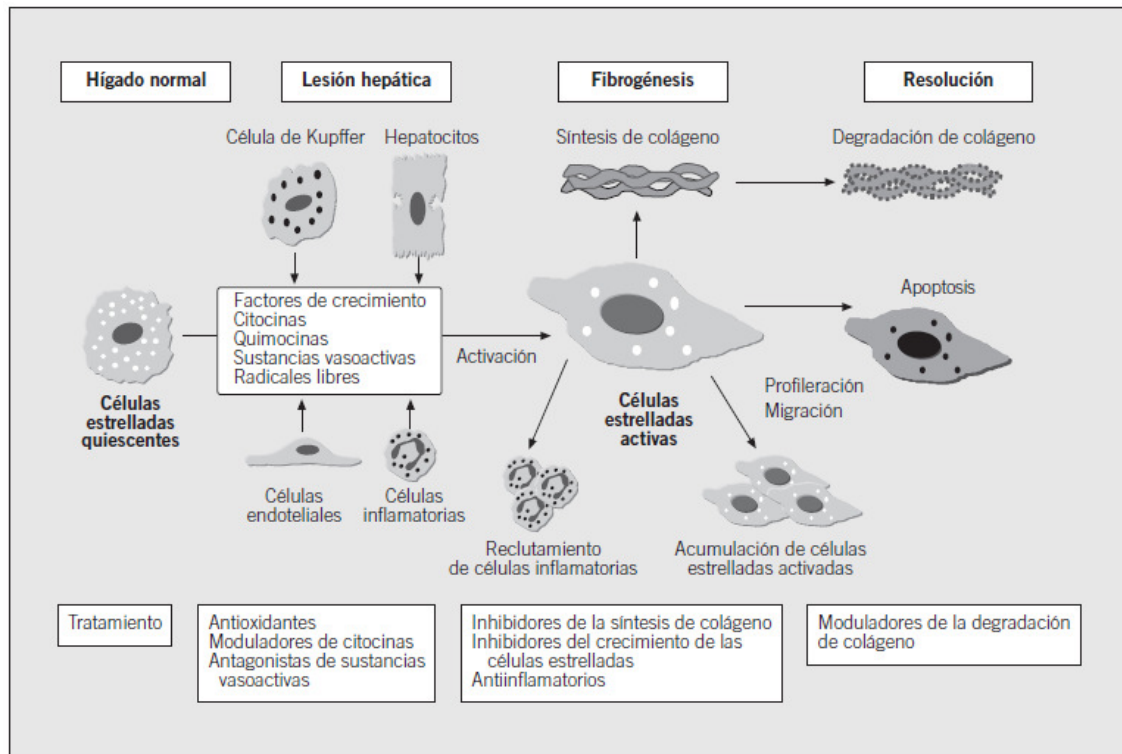 Hígado normal
Lesión hepática
Fibrogénesis
Resolución
Célula de Kupffer
Hepatocitos
Síntesis de colágeno
Degradación de colágeno
Factores de crecimiento
Citocinas
Quimocinas
Sustancias vasoactivas
Radicales libres
Activación
Apoptosis
Células
estrelladas
quiescentes
Células
estrelladas
activas
Profileración
Migración
Células
endoteliales
Células
inflamatorias
Reclutamiento
de células inflamatorias
Acumulación de células
estrelladas activadas
Tratamiento
Antioxidantes
Moduladores de citocinas
Antagonistas de sustancias
vasoactivas
Inhibidores de la síntesis de colágeno
Inhibidores del crecimiento de las
células estrelladas
Antiinflamatorios
Moduladores de la degradación
de colágeno